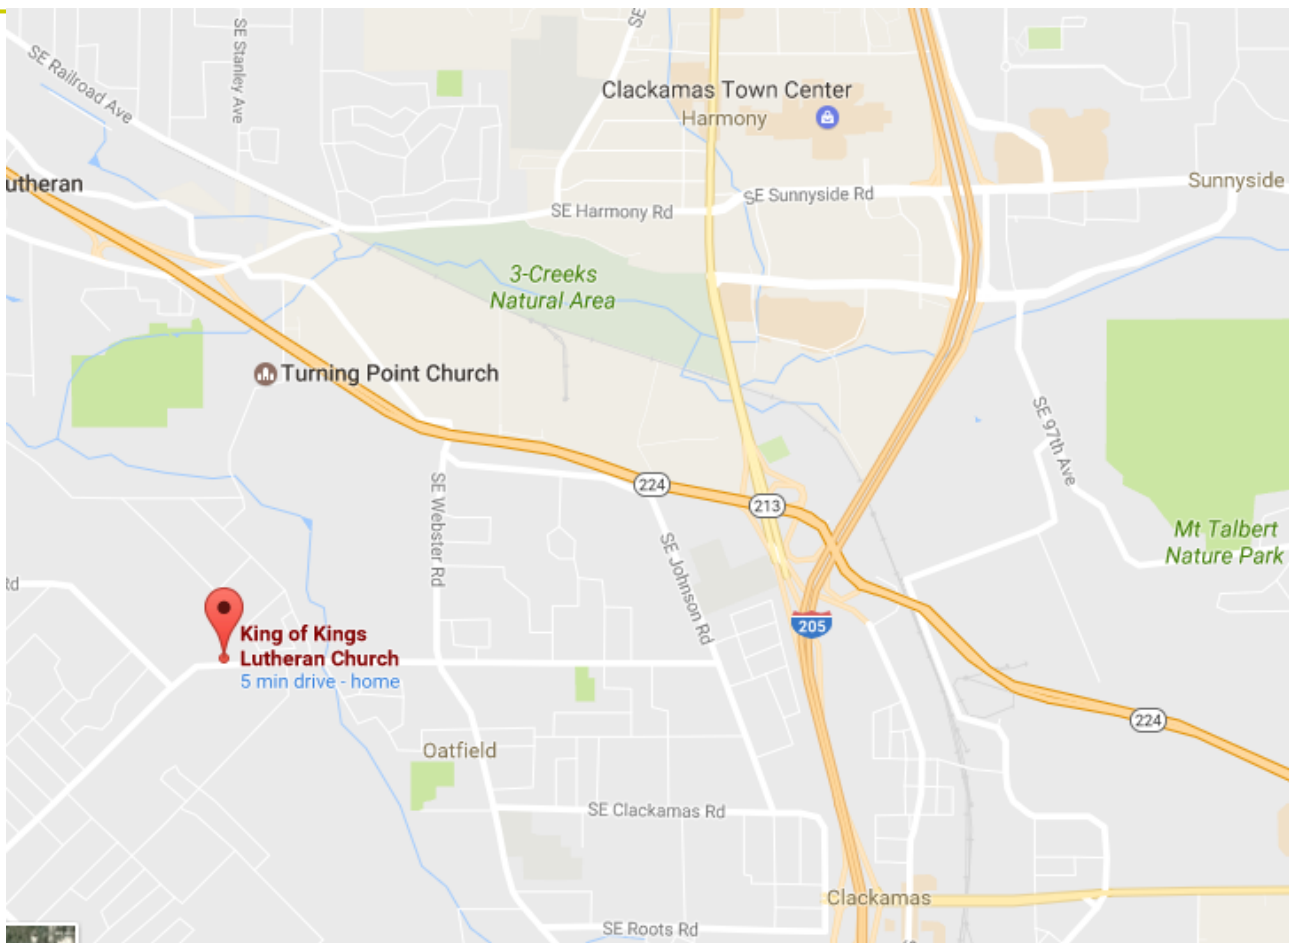 SE
SE Stanley Ave
SE Railroad Ave
Clackamas Town Center
Harmony
utheran
Sunnyside
SE Sunnyside Rd
SE Harmony Rd
3-Creeks
Natural Area
Turning Point Church
SE 97th Ave
SE Webster Rd
224
213
Mt Talbert
Nature Park
SE Johnson Rd
Rd
205
King of Kings
Lutheran Church
5 min drive - home
224
Oatfield
SE Clackamas Rd
Clackamas
SE Roots Rd